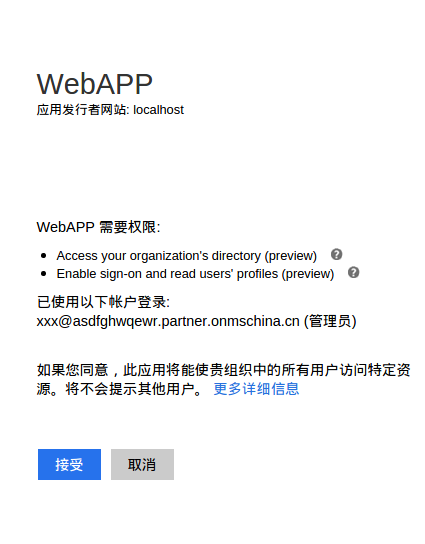 WebAPP
应用发行者网站: localhost
WebAPP 需要权限:
Access your organization's directory (preview) ?
Enable sign-on and read users' profiles (preview) ?
已使用以下帐户登录:
xxx@asdfghwqewr.partner.onmschina.cn (管理员)
如果您同意，此应用将能使贵组织中的所有用户访问特定资
源。将不会提示其他用户。 更多详细信息
接受 取消